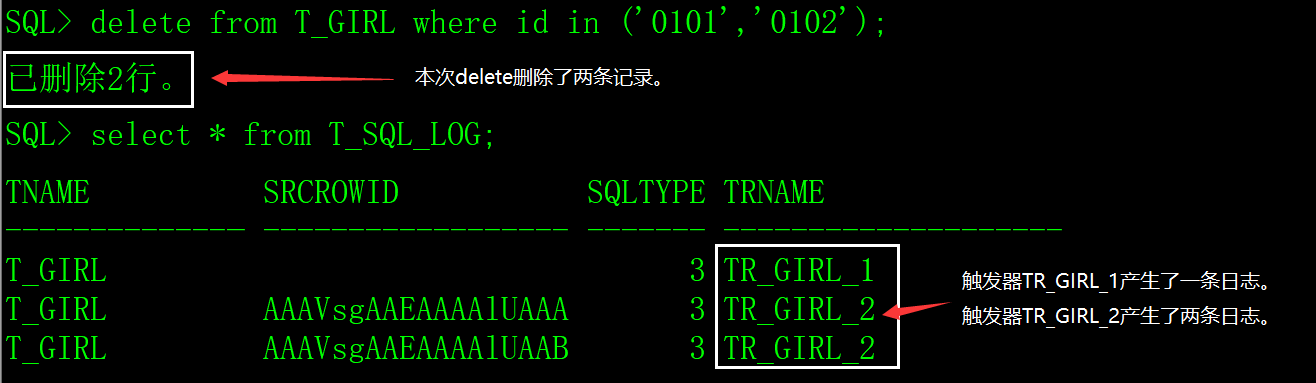 SQL> delete from T_GIRL where id in ('0101','0102');
已删除2行。
本次delete删除了两条记录。
SQL> select * from T_SQL_LOG;
TNAME SRCROWID SQLTYPE TRNAME
-------------- ------------------ ------- --------------------
T_GIRL 3 TR_GIRL_1
T_GIRL AAAVsgAAEAAAAlUAAA 3 TR_GIRL_2
T_GIRL AAAVsgAAEAAAAlUAAB 3 TR_GIRL_2
触发器TR_GIRL_1产生了一条日志。
触发器TR_GIRL_2产生了两条日志。